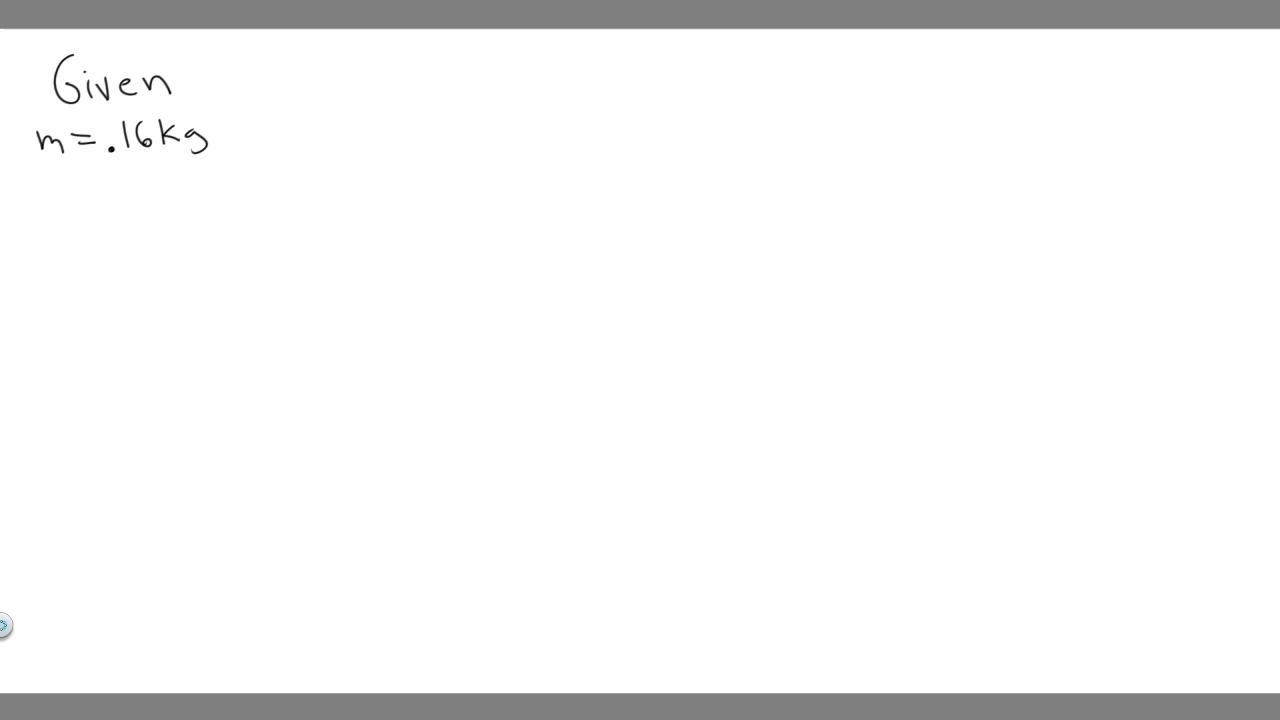 Given
m = .16kg